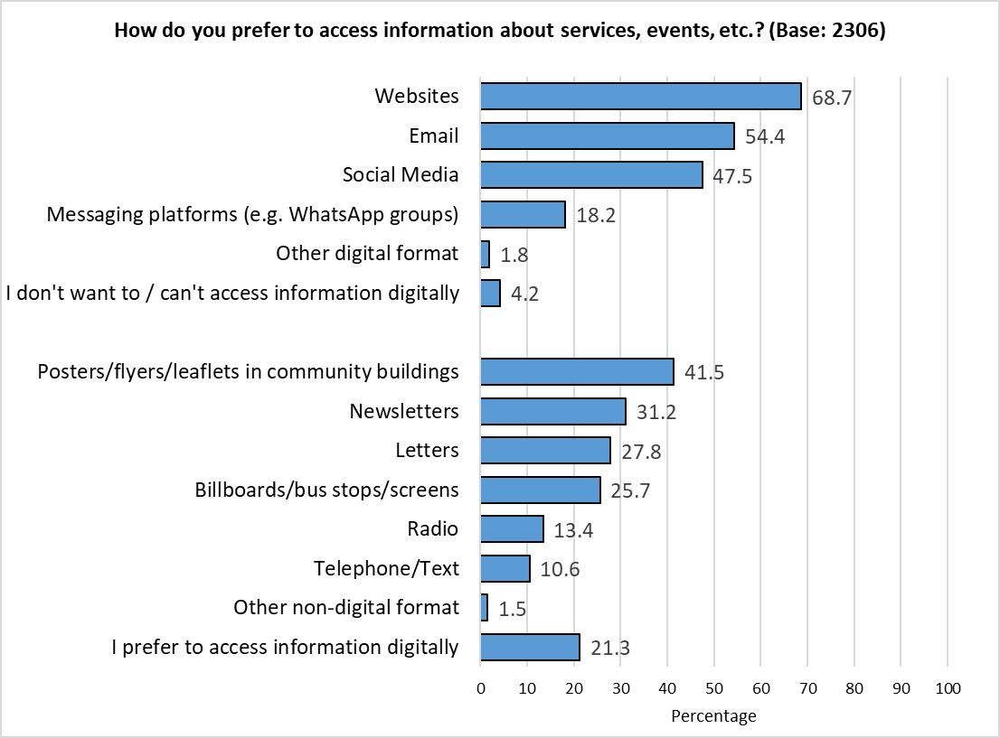 How do you prefer to access information about services, events, etc.? (Base: 2306)
Websites 68.7
Email 54.4
Social Media 47.5
Messaging platforms (e.g. WhatsApp groups) 18.2
Other digital format 1.8
I don't want to / can't access information digitally 4.2
Posters/flyers/leaflets in community buildings 41.5
Newsletters 31.2
Letters 27.8
Billboards/bus stops/screens 25.7
Radio 13.4
Telephone/Text 10.6
Other non-digital format 1.5
I prefer to access information digitally 21.3
0 10 20 30 40 50 60 70 80 90 100
Percentage